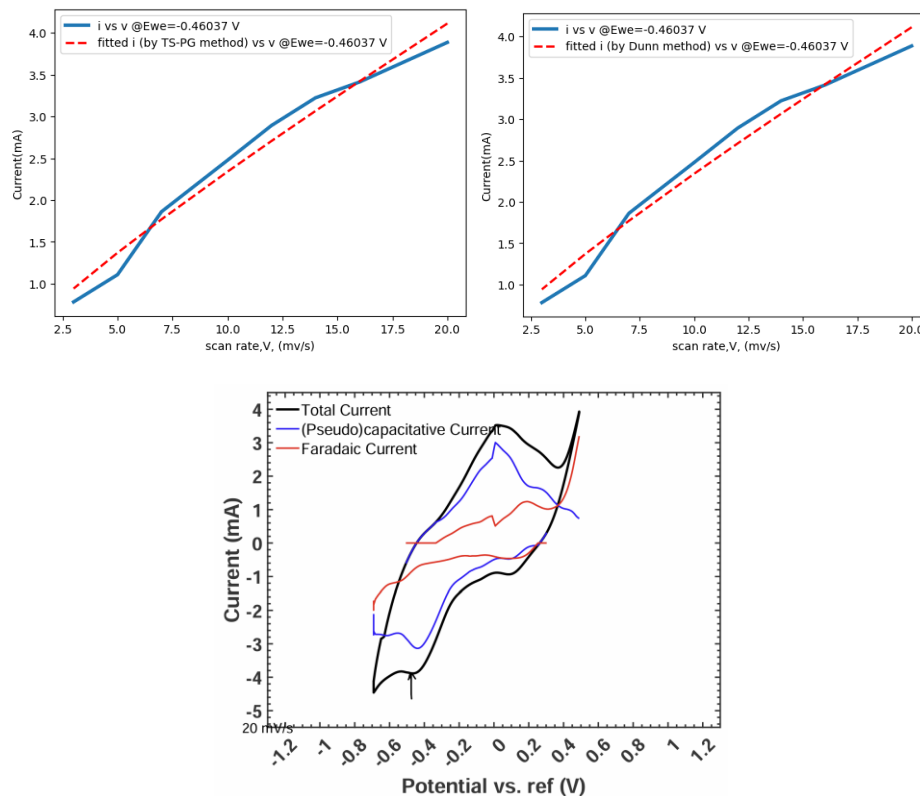 i vs v @Ewe=-0.46037 V
fitted i (by TS-PG method) vs v @Ewe=-0.46037 V
4.0
3.5
3.0
2.5
2.0
1.5
1.0
Current(mA)
2.5 5.0 7.5 10.0 12.5 15.0 17.5 20.0
scan rate,V, (mv/s)
i vs v @Ewe=-0.46037 V
fitted i (by Dunn method) vs v @Ewe=-0.46037 V
4.0
3.5
3.0
2.5
2.0
1.5
1.0
Current(mA)
2.5 5.0 7.5 10.0 12.5 15.0 17.5 20.0
scan rate,V, (mv/s)
Total Current
(Pseudo)capacitative Current
Faradaic Current
4
3
2
1
0
-1
-2
-3
-4
-5
Current (mA)
20 mV/s
-1.2 -0.8 -0.6 -0.4 -0.2 0 0.2 0.4 0.6 0.8 1 1.2
Potential vs. ref (V)